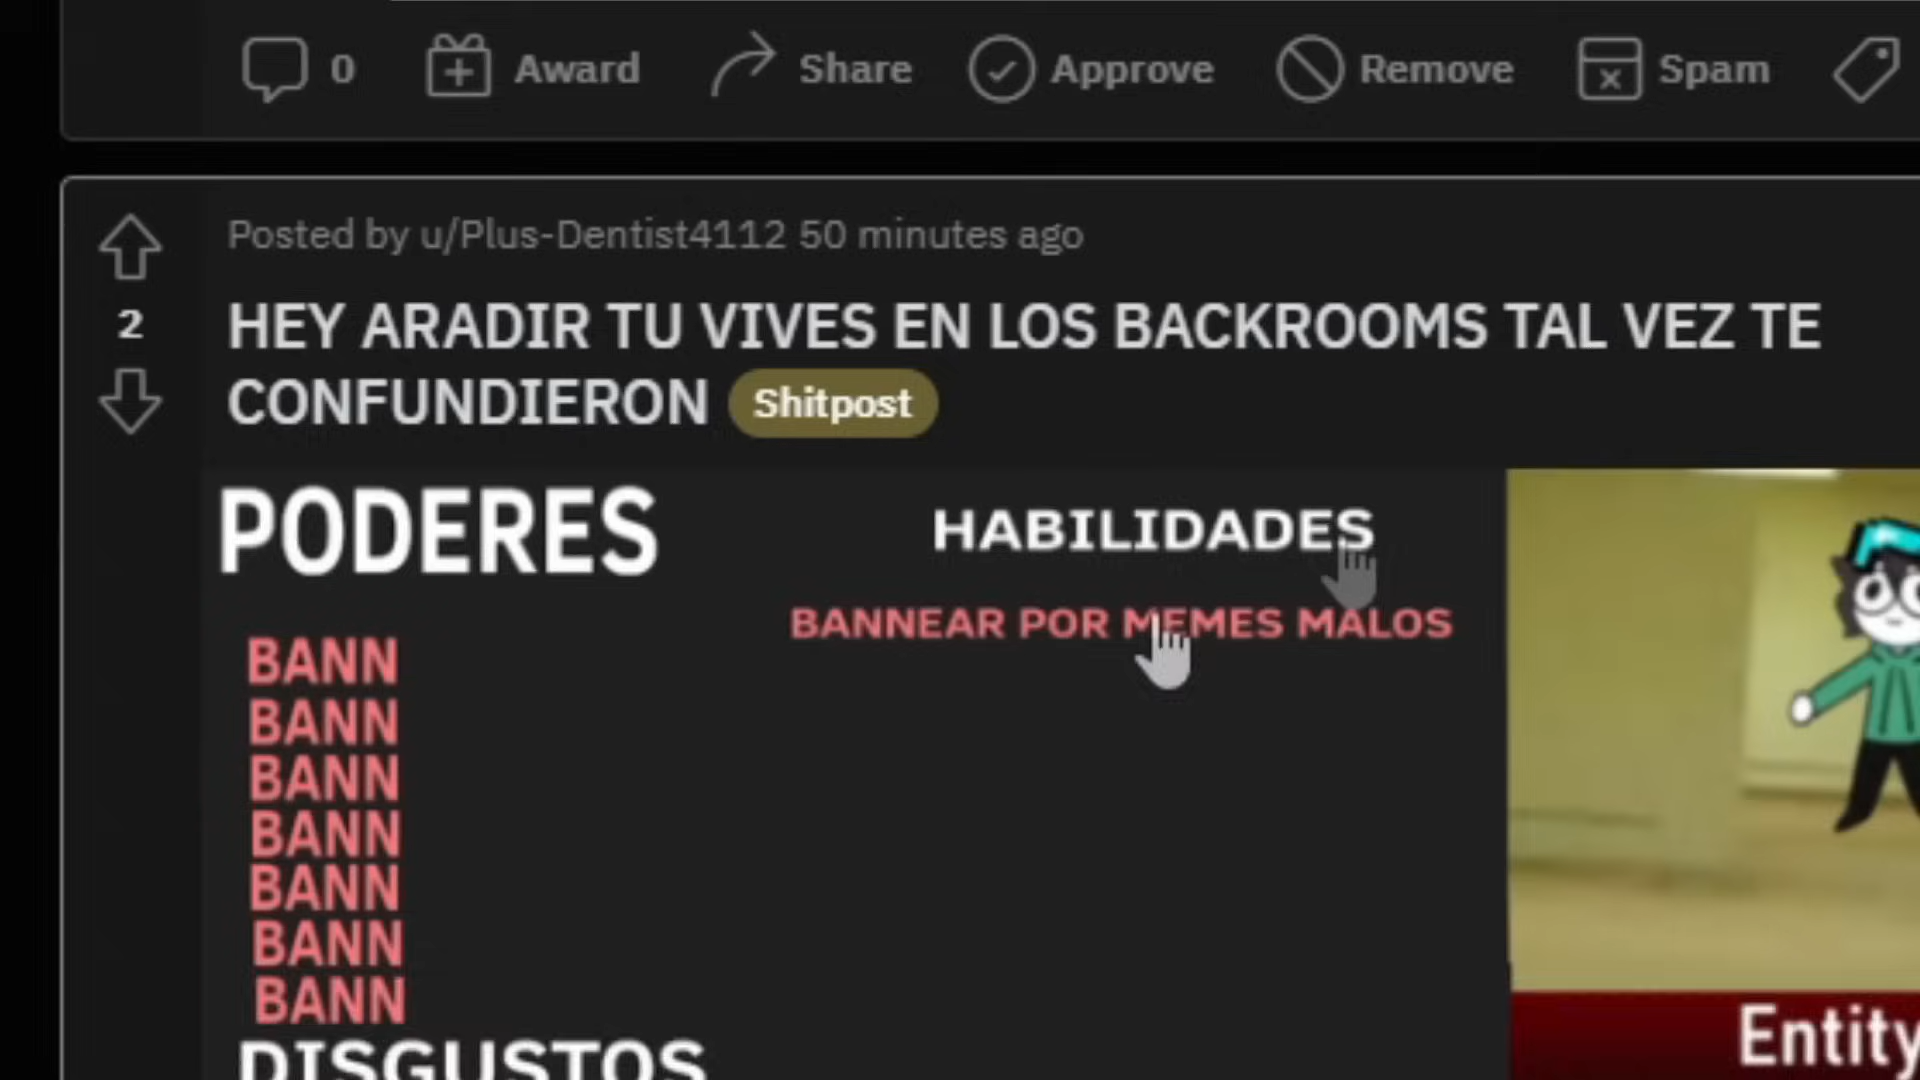 0 Award Share Approve Remove Spam
Posted by u/Plus-Dentist4112 50 minutes ago
2
HEY ARADIR TU VIVES EN LOS BACKROOMS TAL VEZ TE
CONFUNDIERON Shitpost
PODERES
HABILIDADES
BANNEAR POR MEMES MALOS
BANN
BANN
BANN
BANN
BANN
BANN
BANN
DISGUSTOS
Entity